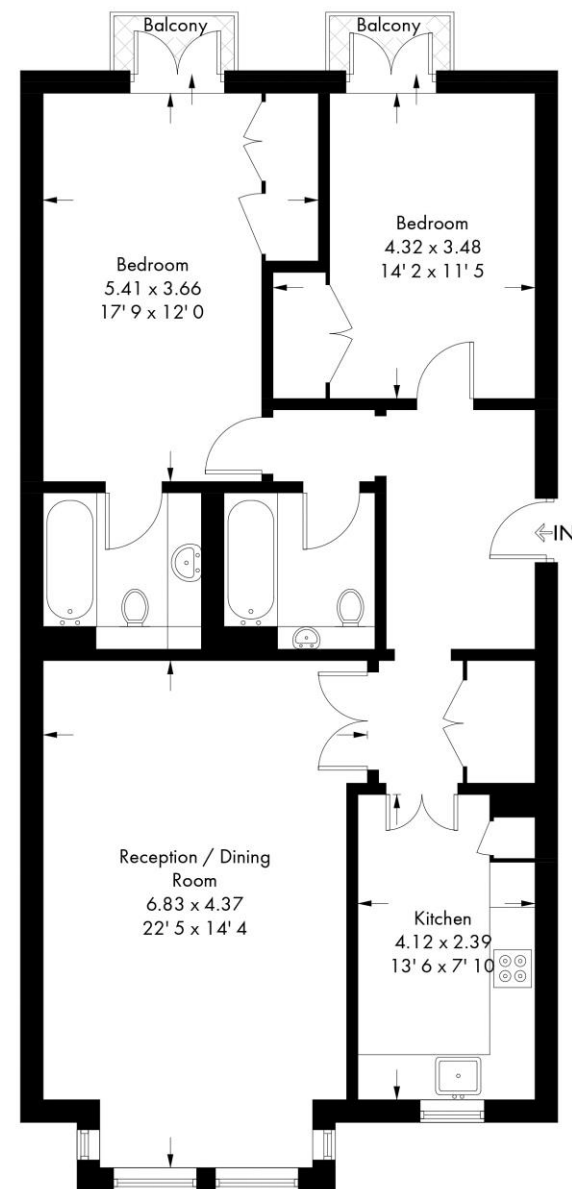 Balcony
Balcony
Bedroom
5.41 x 3.66
17' 9 x 12' 0
Bedroom
4.32 x 3.48
14' 2 x 11' 5
IN
Reception / Dining
Room
6.83 x 4.37
22' 5 x 14' 4
Kitchen
4.12 x 2.39
13' 6 x 7' 10